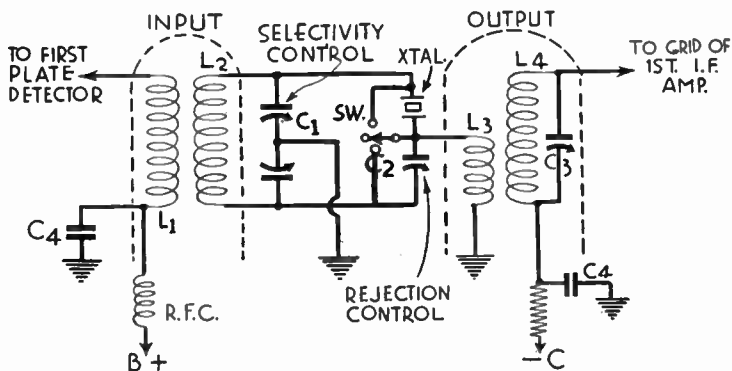 INPUT
OUTPUT
TO FIRST
PLATE
DETECTOR
L2
SELECTIVITY
CONTROL
XTAL.
L4
TO GRID OF
1ST. I.F.
AMP.
C1
SW.
C2
L3
C3
L1
C4
R.F.C.
B+
REJECTION
CONTROL
C4
-C